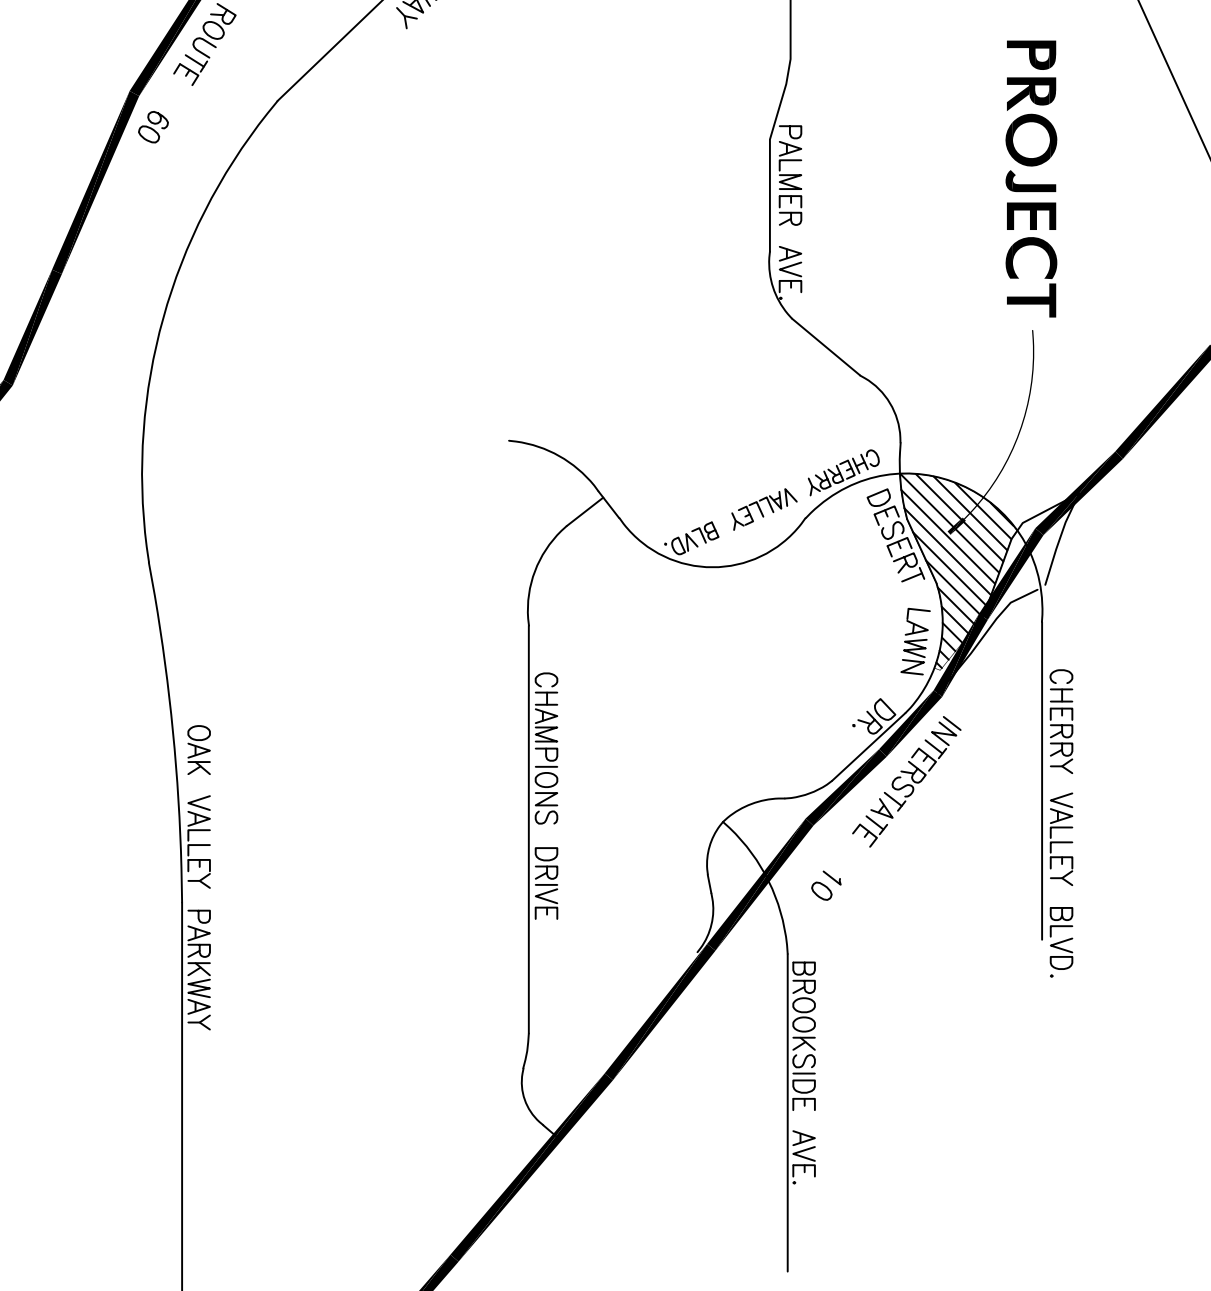 PROJECT
CHERRY VALLEY BLVD.
PALMER AVE.
CHERRY VALLEY BLVD.
DESERT LAWN DR.
INTERSTATE 10
BROOKSIDE AVE.
CHAMPIONS DRIVE
OAK VALLEY PARKWAY
ROUTE 60